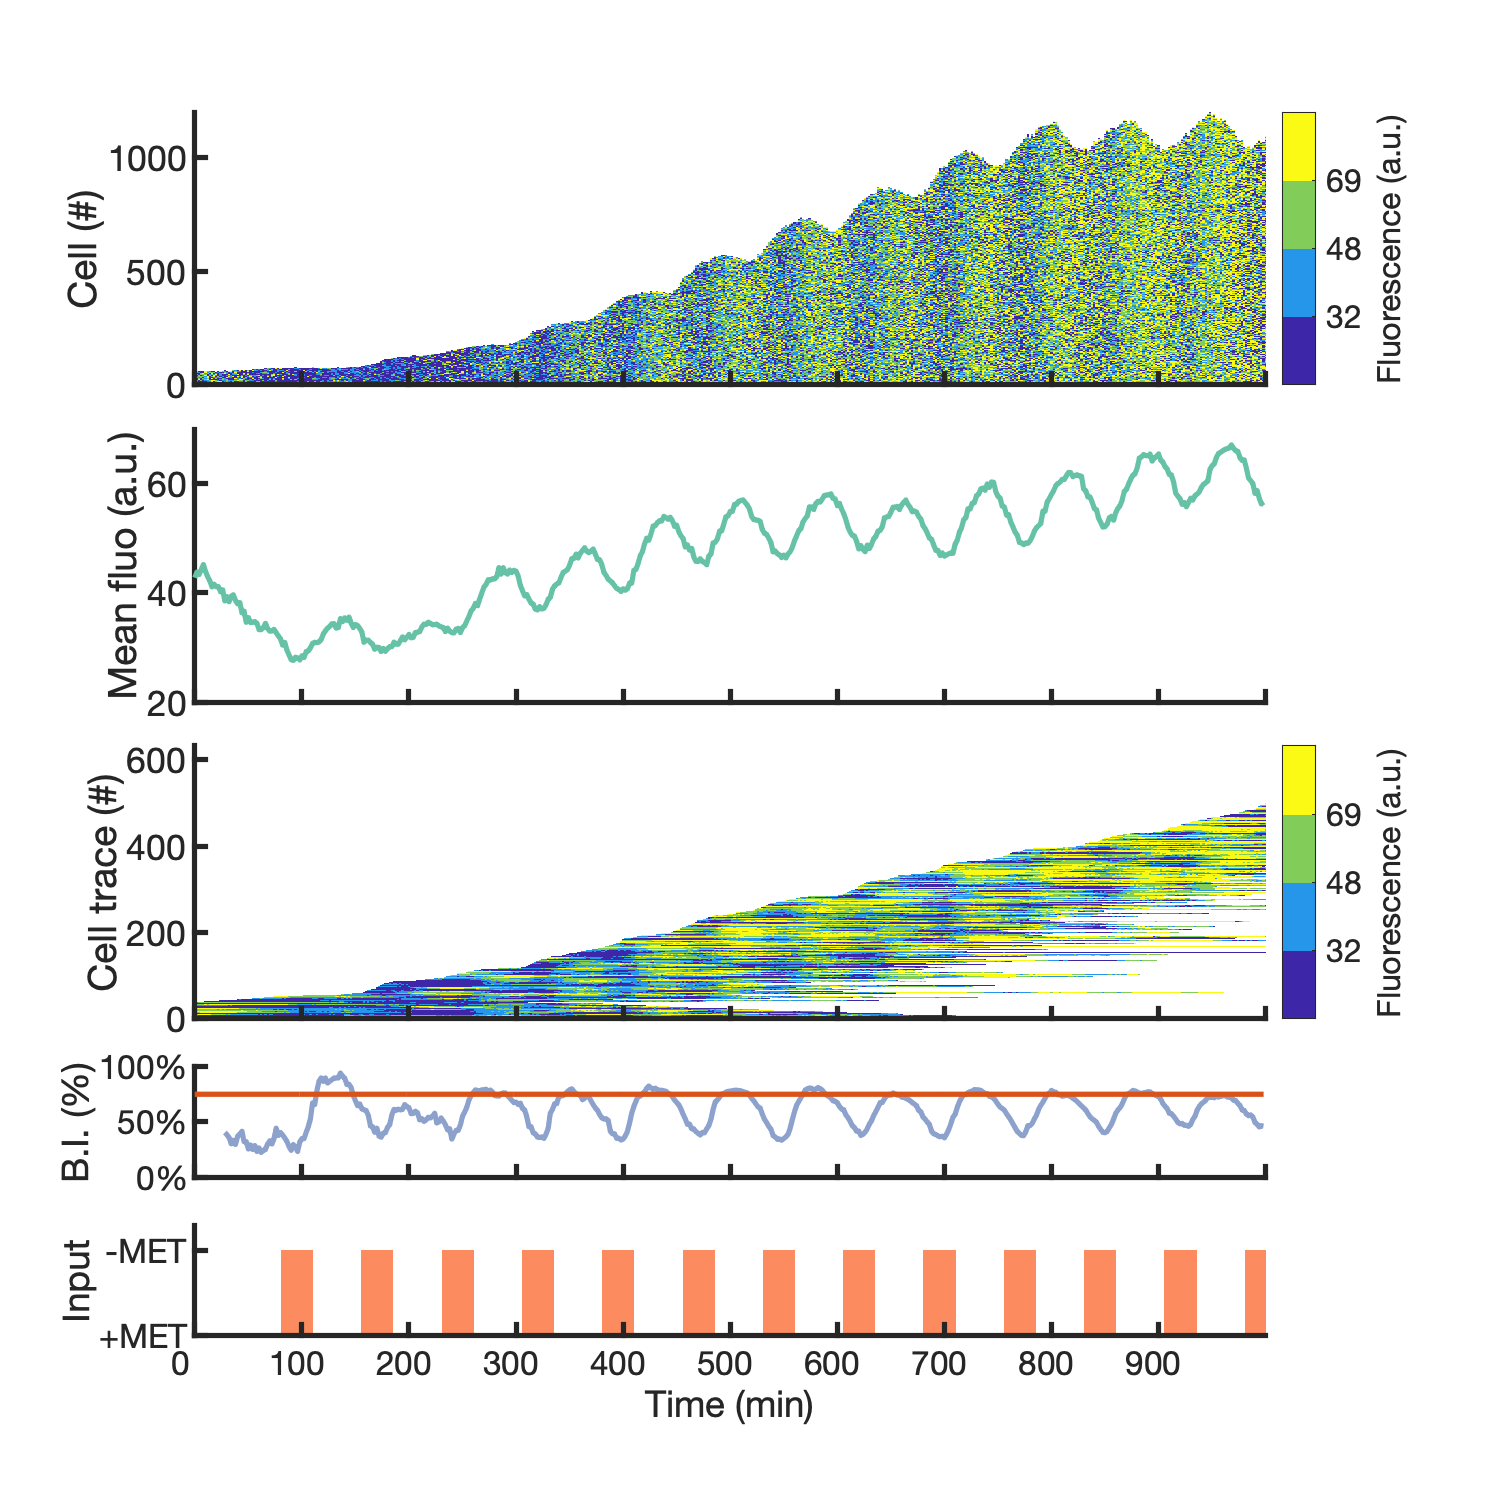 Cell (#)
1000
500
0
69
48
32
Fluorescence (a.u.)
Mean fluo (a.u.)
60
40
20
Cell trace (#)
600
400
200
0
69
48
32
Fluorescence (a.u.)
B.I. (%)
100%
50%
0%
Input
-MET
+MET
0 100 200 300 400 500 600 700 800 900
Time (min)